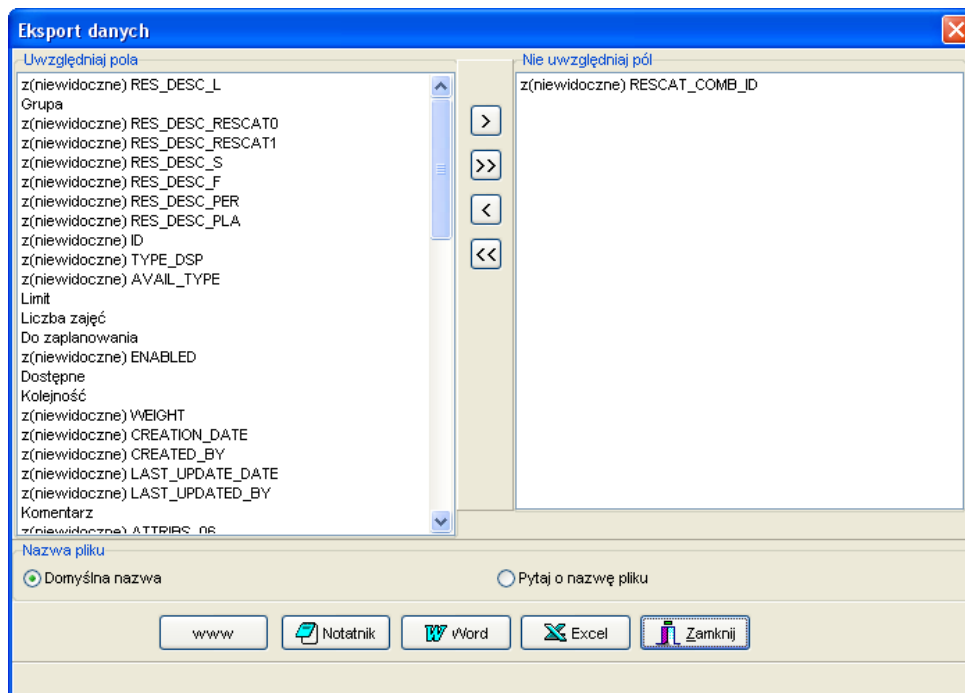 Eksport danych
Uwzględniaj pola
z(niewidoczne) RES_DESC_L
Grupa
z(niewidoczne) RES_DESC_RESCAT0
z(niewidoczne) RES_DESC_RESCAT1
z(niewidoczne) RES_DESC_S
z(niewidoczne) RES_DESC_F
z(niewidoczne) RES_DESC_PER
z(niewidoczne) RES_DESC_PLA
z(niewidoczne) ID
z(niewidoczne) TYPE_DSP
z(niewidoczne) AVAIL_TYPE
Limit
Liczba zajęć
Do zaplanowania
z(niewidoczne) ENABLED
Dostępne
Kolejność
z(niewidoczne) WEIGHT
z(niewidoczne) CREATION_DATE
z(niewidoczne) CREATED_BY
z(niewidoczne) LAST_UPDATE_DATE
z(niewidoczne) LAST_UPDATED_BY
Komentarz
z(niewidoczne) ATTRIBS_06
>
>>
<
<<
Nie uwzględniaj pól
z(niewidoczne) RESCAT_COMB_ID
Nazwa pliku
Domyślna nazwa
Pytaj o nazwę pliku
www
Notatnik
Word
Excel
Zamknij